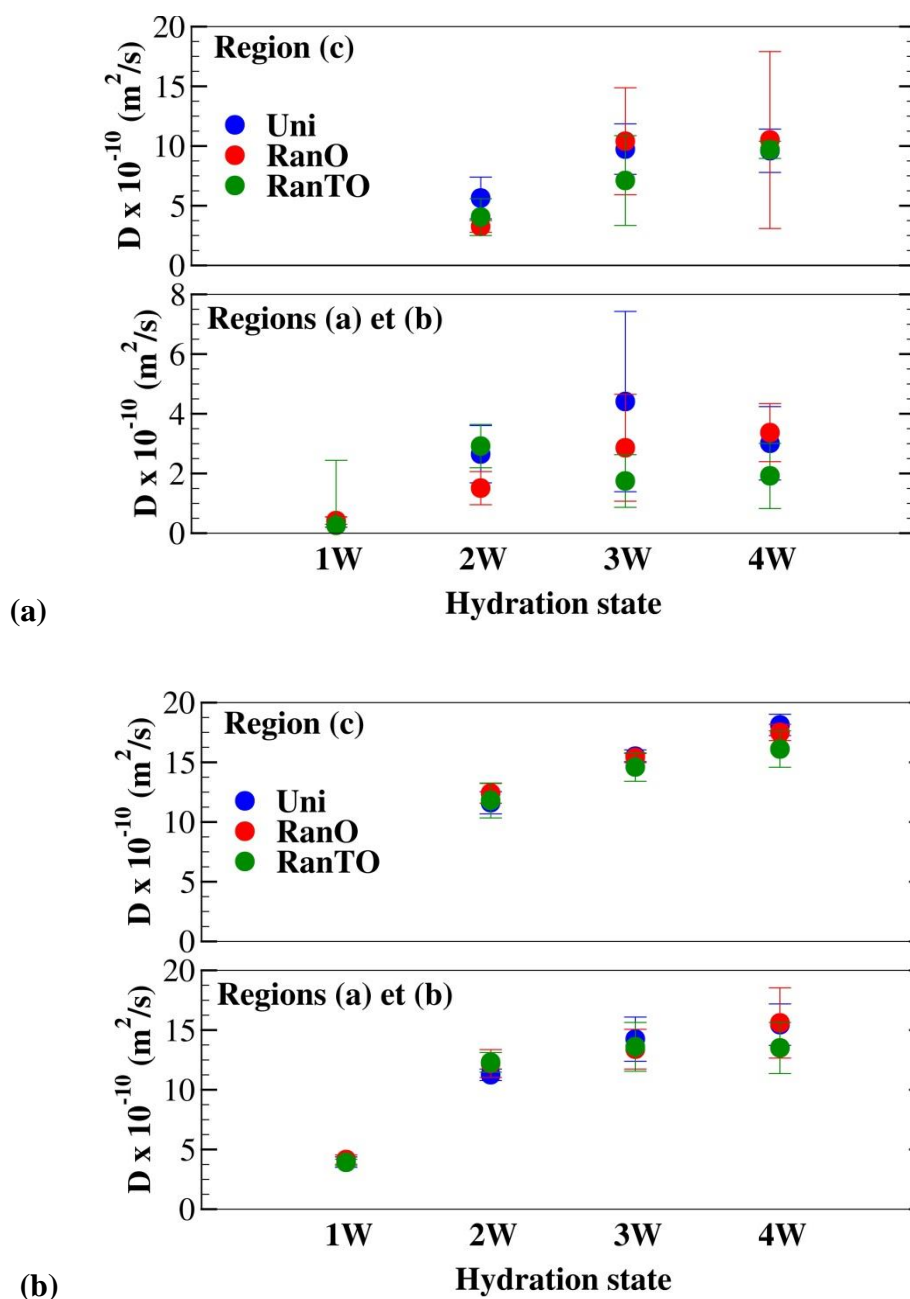 Region (c)
Uni
RanO
RanTO
20
15
10
5
0
D x 10^-10 (m^2/s)
Regions (a) et (b)
8
6
4
2
0
D x 10^-10 (m^2/s)
1W 2W 3W 4W
Hydration state
(a)
Region (c)
Uni
RanO
RanTO
20
15
10
5
0
D x 10^-10 (m^2/s)
Regions (a) et (b)
20
15
10
5
0
D x 10^-10 (m^2/s)
1W 2W 3W 4W
Hydration state
(b)